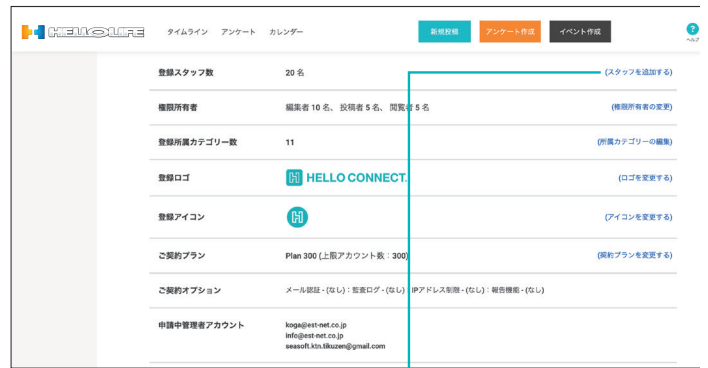 HELLOLIFE タイムライン アンケート カレンダー 新規投稿 アンケート作成 イベント作成 ?
ヘルプ
登録スタッフ数 20 名 (スタッフを追加する)
権限所有者 編集者 10 名、 投稿者 5 名、 閲覧者 5 名 (権限所有者の変更)
登録所属カテゴリー数 11 (所属カテゴリーの編集)
登録ロゴ HELLO CONNECT. (ロゴを変更する)
登録アイコン (アイコンを変更する)
ご契約プラン Plan 300 (上限アカウント数:300) (契約プランを変更する)
ご契約オプション メール認証 - (なし):監査ログ - (なし):IPアドレス制限 - (なし):報告機能 - (なし)
申請中管理者アカウント koga@est-net.co.jp
info@est-net.co.jp
seasoft.ktn.tikuzen@gmail.com